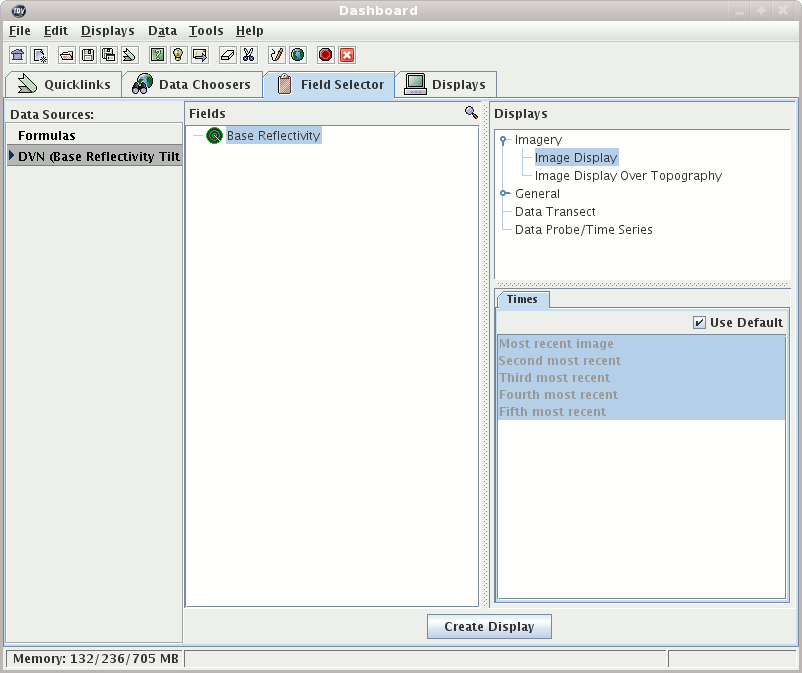 IDV
Dashboard
File Edit Displays Data Tools Help
Quicklinks Data Choosers Field Selector Displays
Data Sources:
Formulas
DVN (Base Reflectivity Tilt
Fields
Base Reflectivity
Displays
Imagery
Image Display
Image Display Over Topography
General
Data Transect
Data Probe/Time Series
Times
Use Default
Most recent image
Second most recent
Third most recent
Fourth most recent
Fifth most recent
Create Display
Memory: 132/236/705 MB